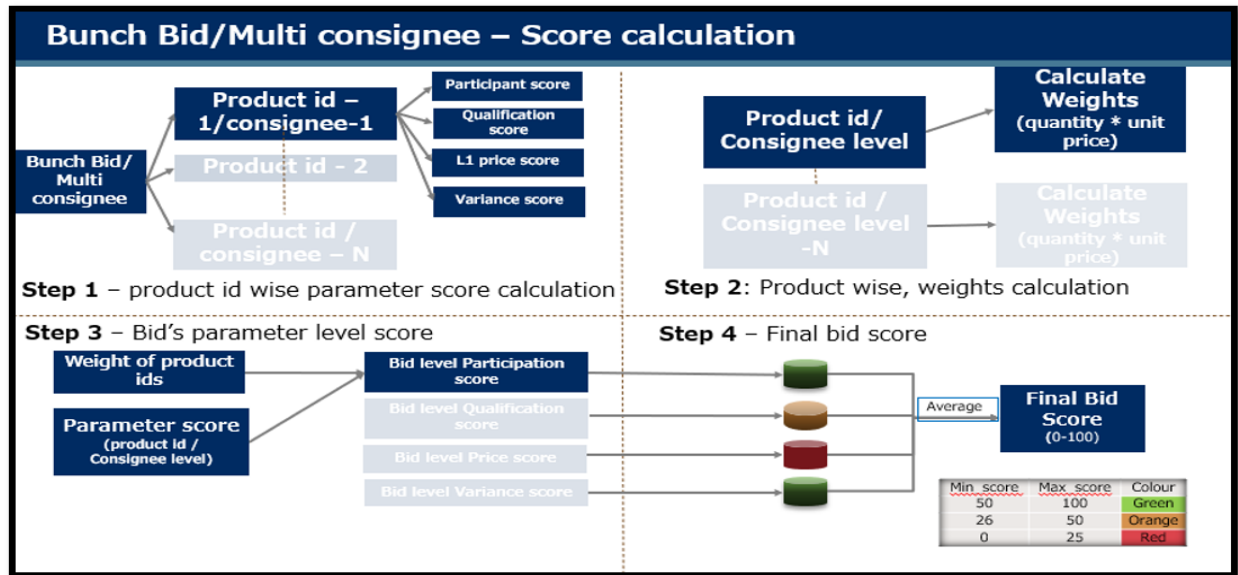 Bunch Bid/Multi consignee – Score calculation
Bunch Bid/
Multi
consignee
Product id –
1/consignee-1
Product id - 2
Product id /
consignee – N
Participant score
Qualification
score
L1 price score
Variance score
Step 1 – product id wise parameter score calculation
Product id/
Consignee level
Calculate
Weights
(quantity * unit
price)
Product id /
Consignee level
-N
Calculate
Weights
(quantity * unit
price)
Step 2: Product wise, weights calculation
Step 3 – Bid's parameter level score
Weight of product
ids
Parameter score
(product id /
Consignee level)
Bid level Participation
score
Bid level Qualification
score
Bid level Price score
Bid level Variance score
Step 4 – Final bid score
Average
Final Bid
Score
(0-100)
Min score Max score Colour
50 100 Green
26 50 Orange
0 25 Red